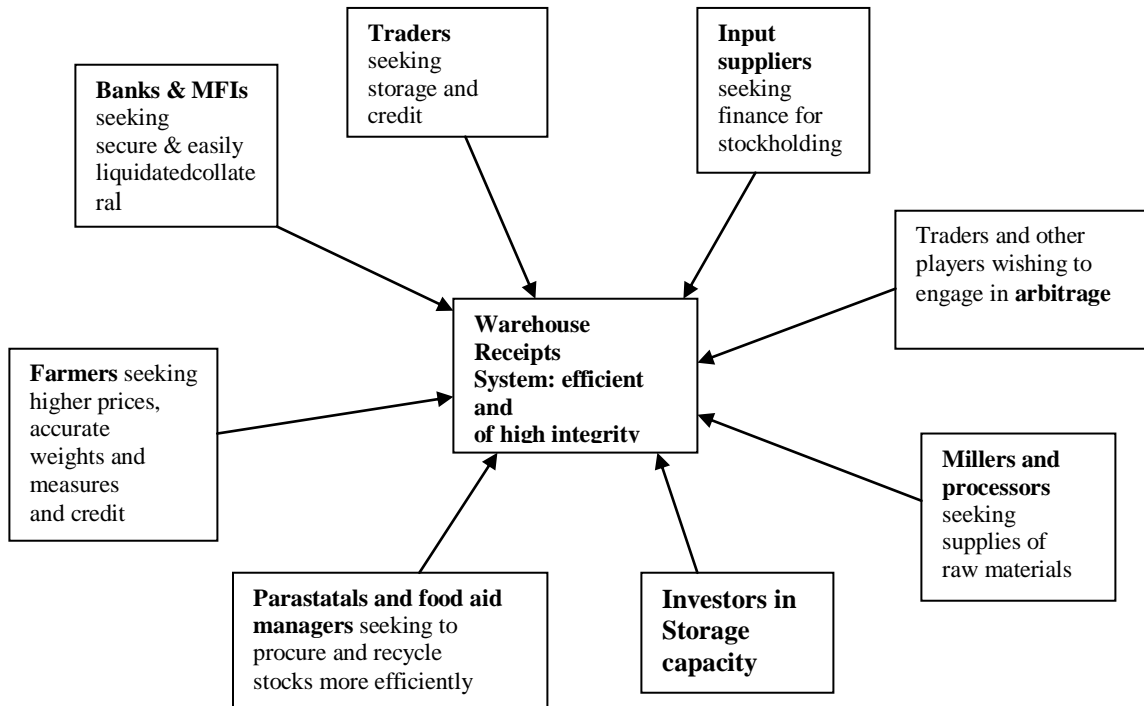 Traders
seeking
storage and
credit
Input
suppliers
seeking
finance for
stockholding
Banks & MFIs
seeking
secure & easily
liquidatedcollate
ral
Traders and other
players wishing to
engage in arbitrage
Warehouse
Receipts
System: efficient
and
of high integrity
Farmers seeking
higher prices,
accurate
weights and
measures
and credit
Millers and
processors
seeking
supplies of
raw materials
Parastatals and food aid
managers seeking to
procure and recycle
stocks more efficiently
Investors in
Storage
capacity